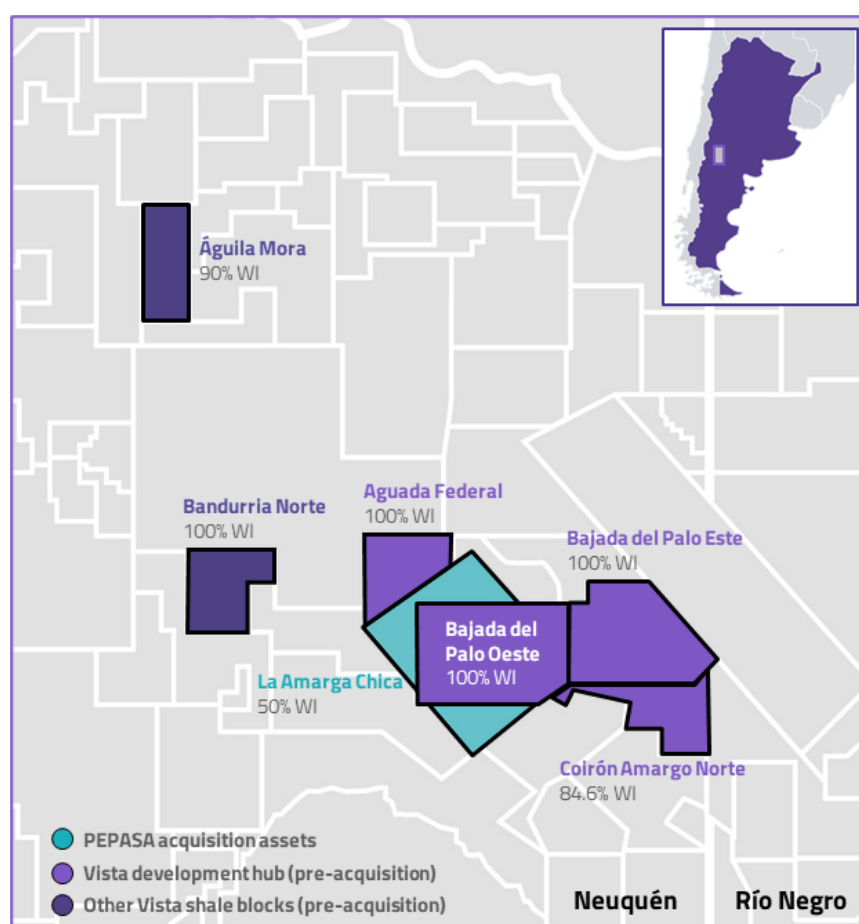 Águila Mora
90% WI
Bandurria Norte
100% WI
Aguada Federal
100% WI
Bajada del Palo Este
100% WI
Bajada del
Palo Oeste
100% WI
La Amarga Chica
50% WI
Coirón Amargo Norte
84.6% WI
PEPASA acquisition assets
Vista development hub (pre-acquisition)
Other Vista shale blocks (pre-acquisition)
Neuquén
Río Negro